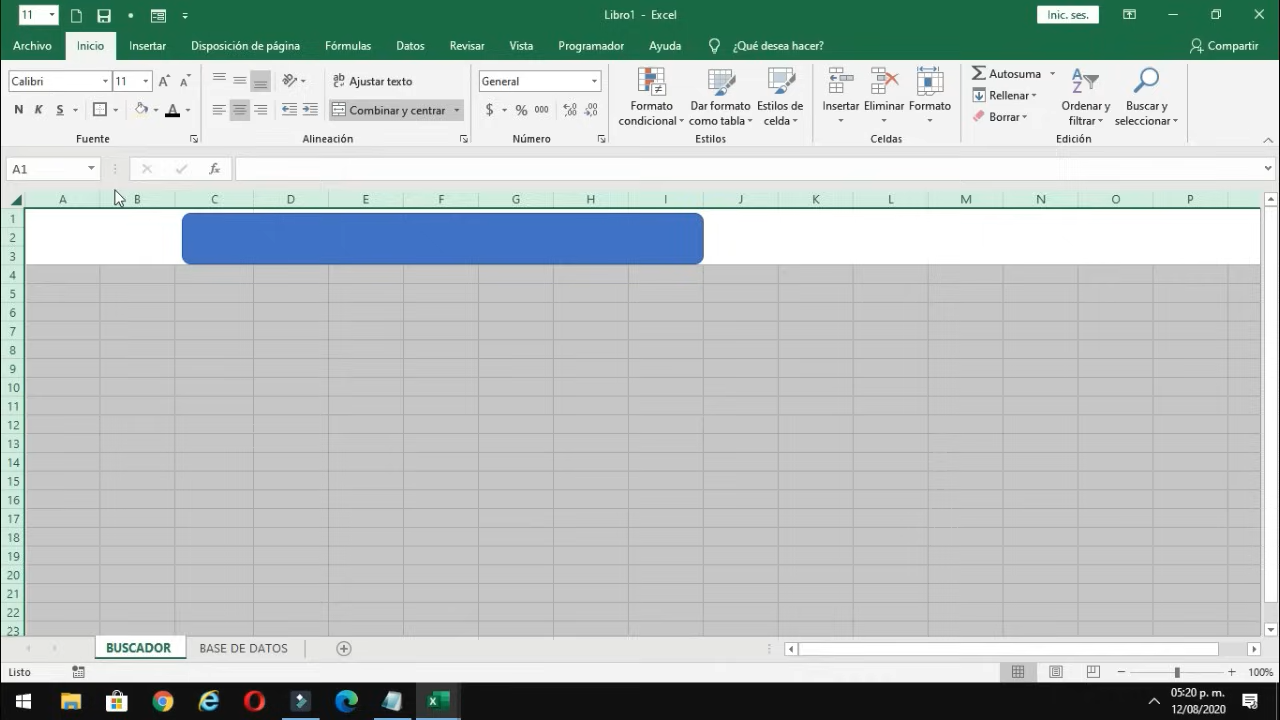 11
Libro1 - Excel
Inic. ses.
Archivo Inicio Insertar Disposición de página Fórmulas Datos Revisar Vista Programador Ayuda ¿Qué desea hacer? Compartir
Calibri 11 A A ab Ajustar texto General Formato condicional Dar formato como tabla Estilos de celda Insertar Eliminar Formato Autosuma Rellenar Borrar Ordenar y filtrar Buscar y seleccionar
N K S A Combinar y centrar $ % 000
Fuente Alineación Número Estilos Celdas Edición
A1 fx
A B C D E F G H I J K L M N O P
1
2
3
4
5
6
7
8
9
10
11
12
13
14
15
16
17
18
19
20
21
22
23
BUSCADOR BASE DE DATOS
Listo 100%
05:20 p. m.
12/08/2020